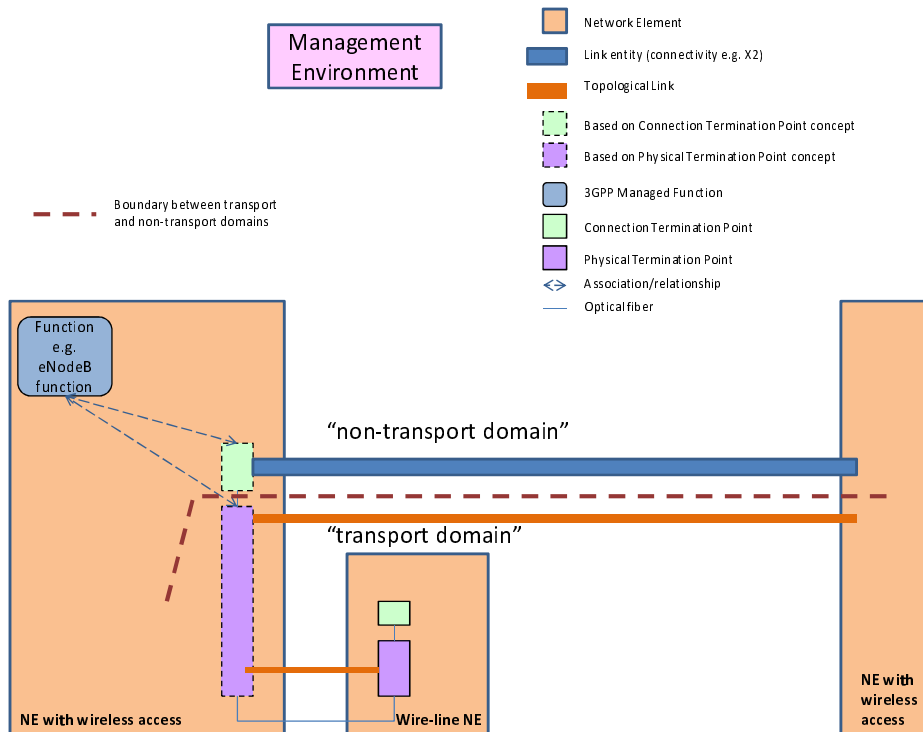 Management
Environment
Network Element
Link entity (connectivity e.g. X2)
Topological Link
Based on Connection Termination Point concept
Based on Physical Termination Point concept
3GPP Managed Function
Connection Termination Point
Physical Termination Point
Association/relationship
Optical fiber
Boundary between transport
and non-transport domains
Function
e.g.
eNodeB
function
“non-transport domain”
“transport domain”
NE with wireless access
Wire-line NE
NE with
wireless
access